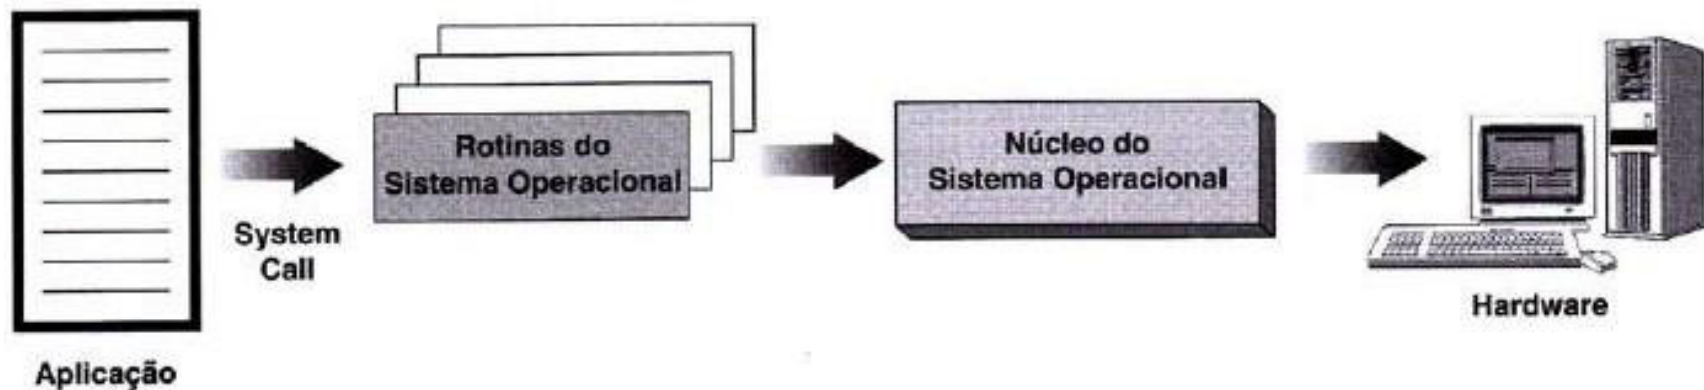 Aplicação
System
Call
Rotinas do
Sistema Operacional
Núcleo do
Sistema Operacional
Hardware